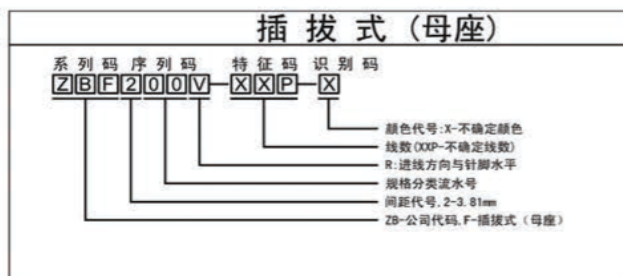 插拔式(母座)
系列码序列码 特征码 识别码
ZBF200V-XXP-X
颜色代号:X-不确定颜色
线数(XXP-不确定线数)
R:进线方向与针脚水平
规格分类流水号
间距代号,2-3.81mm
ZB-公司代码,F-插拔式(母座)